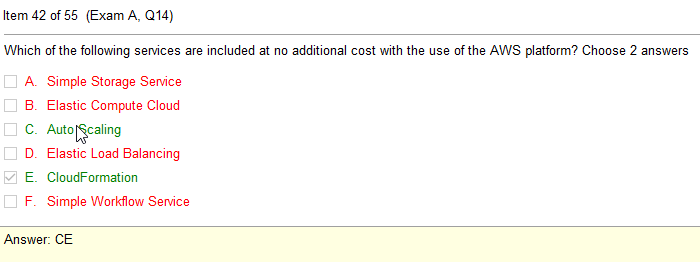 Item 42 of 55 (Exam A, Q14)
Which of the following services are included at no additional cost with the use of the AWS platform? Choose 2 answers
A. Simple Storage Service
B. Elastic Compute Cloud
C. Auto Scaling
D. Elastic Load Balancing
E. CloudFormation
F. Simple Workflow Service
Answer: CE